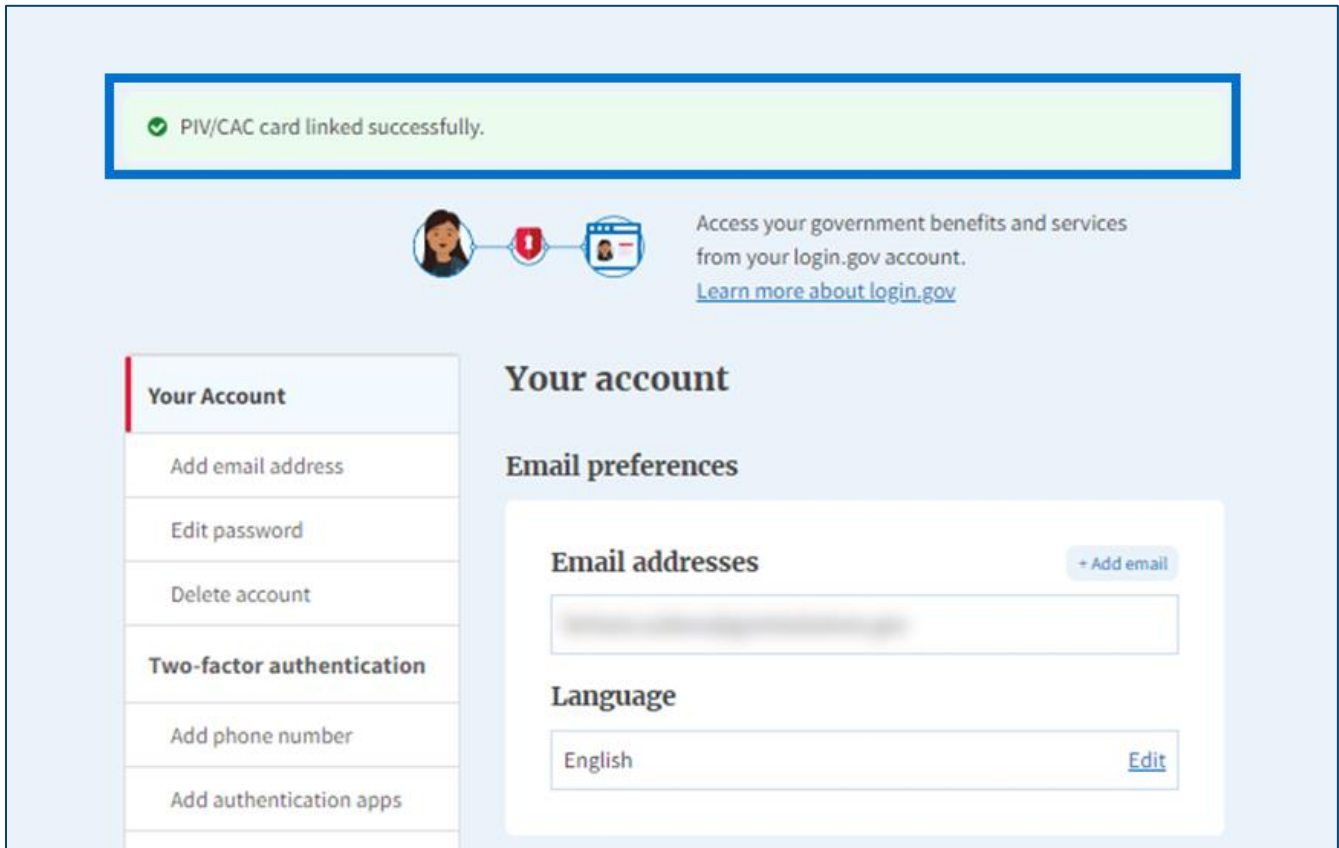 PIV/CAC card linked successfully.
Access your government benefits and services
from your login.gov account.
Learn more about login.gov
Your Account
Add email address
Edit password
Delete account
Two-factor authentication
Add phone number
Add authentication apps
Your account
Email preferences
Email addresses
+ Add email
Language
English
Edit